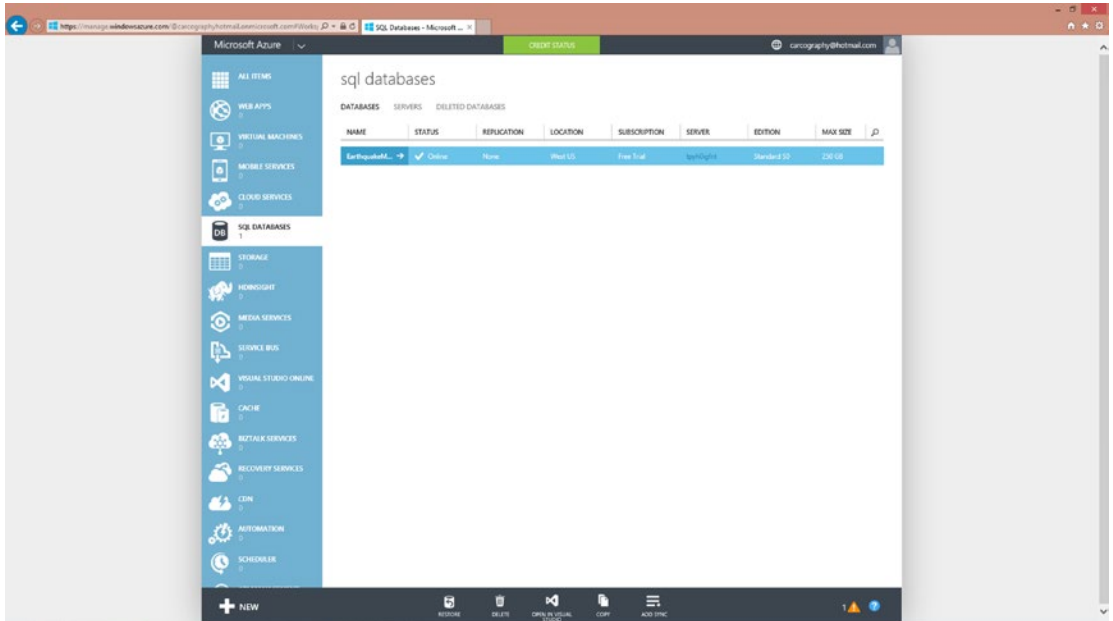 https://manage.windowsazure.com/@carcographyhotmail.onmicrosoft.com#Works
SQL Databases - Microsoft ...
Microsoft Azure
CREDIT STATUS
carcography@hotmail.com
ALL ITEMS
WEB APPS
0
VIRTUAL MACHINES
0
MOBILE SERVICES
0
CLOUD SERVICES
0
SQL DATABASES
1
STORAGE
0
HDINSIGHT
0
MEDIA SERVICES
0
SERVICE BUS
0
VISUAL STUDIO ONLINE
0
CACHE
0
BIZTALK SERVICES
0
RECOVERY SERVICES
0
CDN
0
AUTOMATION
0
SCHEDULER
0
sql databases
DATABASES SERVERS DELETED DATABASES
NAME STATUS REPLICATION LOCATION SUBSCRIPTION SERVER EDITION MAX SIZE
EarthquakeM... Online None West US Free Trial Standard S0 250 GB
NEW
RESTORE
DELETE
OPEN IN VISUAL STUDIO
COPY
ADD SYNC
1
?